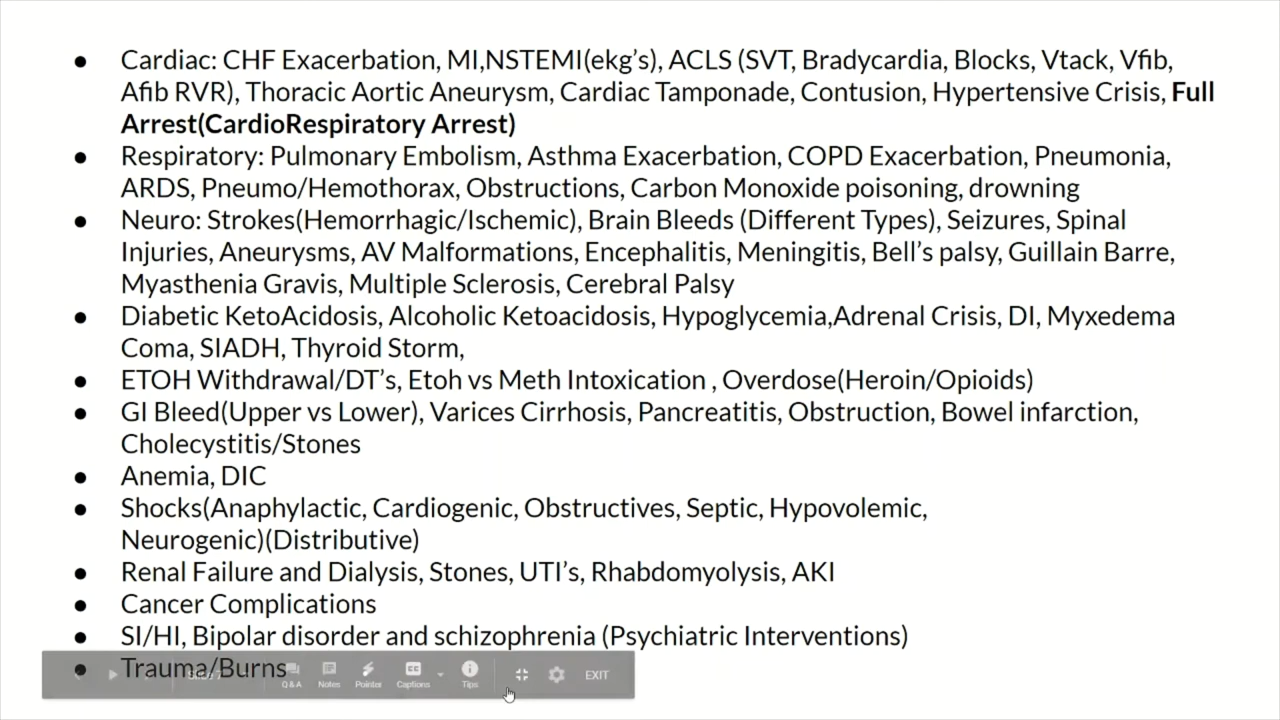 ● Cardiac: CHF Exacerbation, MI,NSTEMI(ekg's), ACLS (SVT, Bradycardia, Blocks, Vtack, Vfib,
Afib RVR), Thoracic Aortic Aneurysm, Cardiac Tamponade, Contusion, Hypertensive Crisis, Full
Arrest(CardioRespiratory Arrest)
● Respiratory: Pulmonary Embolism, Asthma Exacerbation, COPD Exacerbation, Pneumonia,
ARDS, Pneumo/Hemothorax, Obstructions, Carbon Monoxide poisoning, drowning
● Neuro: Strokes(Hemorrhagic/Ischemic), Brain Bleeds (Different Types), Seizures, Spinal
Injuries, Aneurysms, AV Malformations, Encephalitis, Meningitis, Bell's palsy, Guillain Barre,
Myasthenia Gravis, Multiple Sclerosis, Cerebral Palsy
● Diabetic KetoAcidosis, Alcoholic Ketoacidosis, Hypoglycemia,Adrenal Crisis, DI, Myxedema
Coma, SIADH, Thyroid Storm,
● ETOH Withdrawal/DT's, Etoh vs Meth Intoxication , Overdose(Heroin/Opioids)
● GI Bleed(Upper vs Lower), Varices Cirrhosis, Pancreatitis, Obstruction, Bowel infarction,
Cholecystitis/Stones
● Anemia, DIC
● Shocks(Anaphylactic, Cardiogenic, Obstructives, Septic, Hypovolemic,
Neurogenic)(Distributive)
● Renal Failure and Dialysis, Stones, UTI's, Rhabdomyolysis, AKI
● Cancer Complications
● SI/HI, Bipolar disorder and schizophrenia (Psychiatric Interventions)
● Trauma/Burns
Q & A Notes Pointer CC Captions Tips EXIT